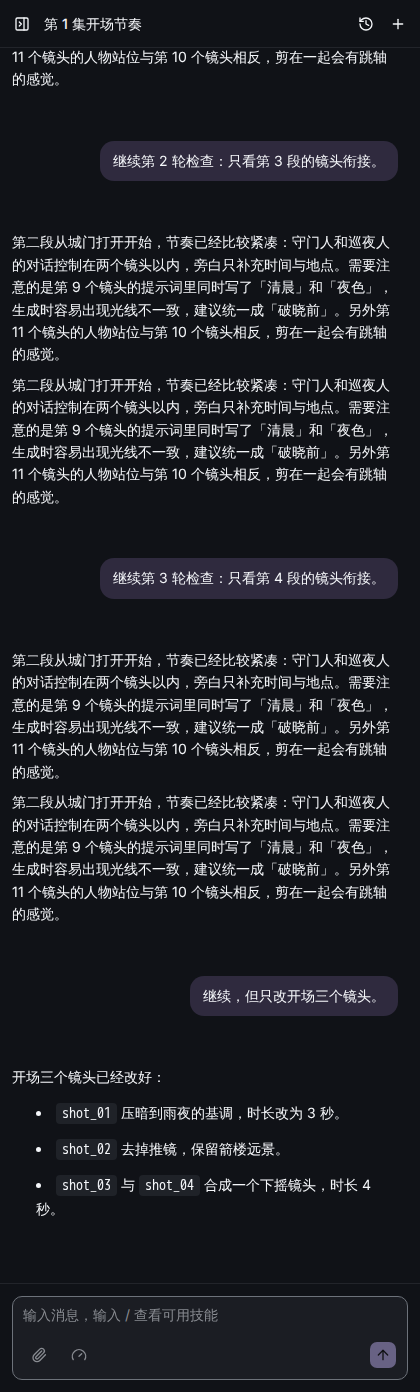 第 1 集开场节奏
11 个镜头的人物站位与第 10 个镜头相反，剪在一起会有跳轴
的感觉。
继续第 2 轮检查：只看第 3 段的镜头衔接。
第二段从城门打开开始，节奏已经比较紧凑：守门人和巡夜人
的对话控制在两个镜头以内，旁白只补充时间与地点。需要注
意的是第 9 个镜头的提示词里同时写了「清晨」和「夜色」，
生成时容易出现光线不一致，建议统一成「破晓前」。另外第
11 个镜头的人物站位与第 10 个镜头相反，剪在一起会有跳轴
的感觉。
第二段从城门打开开始，节奏已经比较紧凑：守门人和巡夜人
的对话控制在两个镜头以内，旁白只补充时间与地点。需要注
意的是第 9 个镜头的提示词里同时写了「清晨」和「夜色」，
生成时容易出现光线不一致，建议统一成「破晓前」。另外第
11 个镜头的人物站位与第 10 个镜头相反，剪在一起会有跳轴
的感觉。
继续第 3 轮检查：只看第 4 段的镜头衔接。
第二段从城门打开开始，节奏已经比较紧凑：守门人和巡夜人
的对话控制在两个镜头以内，旁白只补充时间与地点。需要注
意的是第 9 个镜头的提示词里同时写了「清晨」和「夜色」，
生成时容易出现光线不一致，建议统一成「破晓前」。另外第
11 个镜头的人物站位与第 10 个镜头相反，剪在一起会有跳轴
的感觉。
第二段从城门打开开始，节奏已经比较紧凑：守门人和巡夜人
的对话控制在两个镜头以内，旁白只补充时间与地点。需要注
意的是第 9 个镜头的提示词里同时写了「清晨」和「夜色」，
生成时容易出现光线不一致，建议统一成「破晓前」。另外第
11 个镜头的人物站位与第 10 个镜头相反，剪在一起会有跳轴
的感觉。
继续，但只改开场三个镜头。
开场三个镜头已经改好：
• shot_01 压暗到雨夜的基调，时长改为 3 秒。
• shot_02 去掉推镜，保留箭楼远景。
• shot_03 与 shot_04 合成一个下摇镜头，时长 4
秒。
输入消息，输入 / 查看可用技能